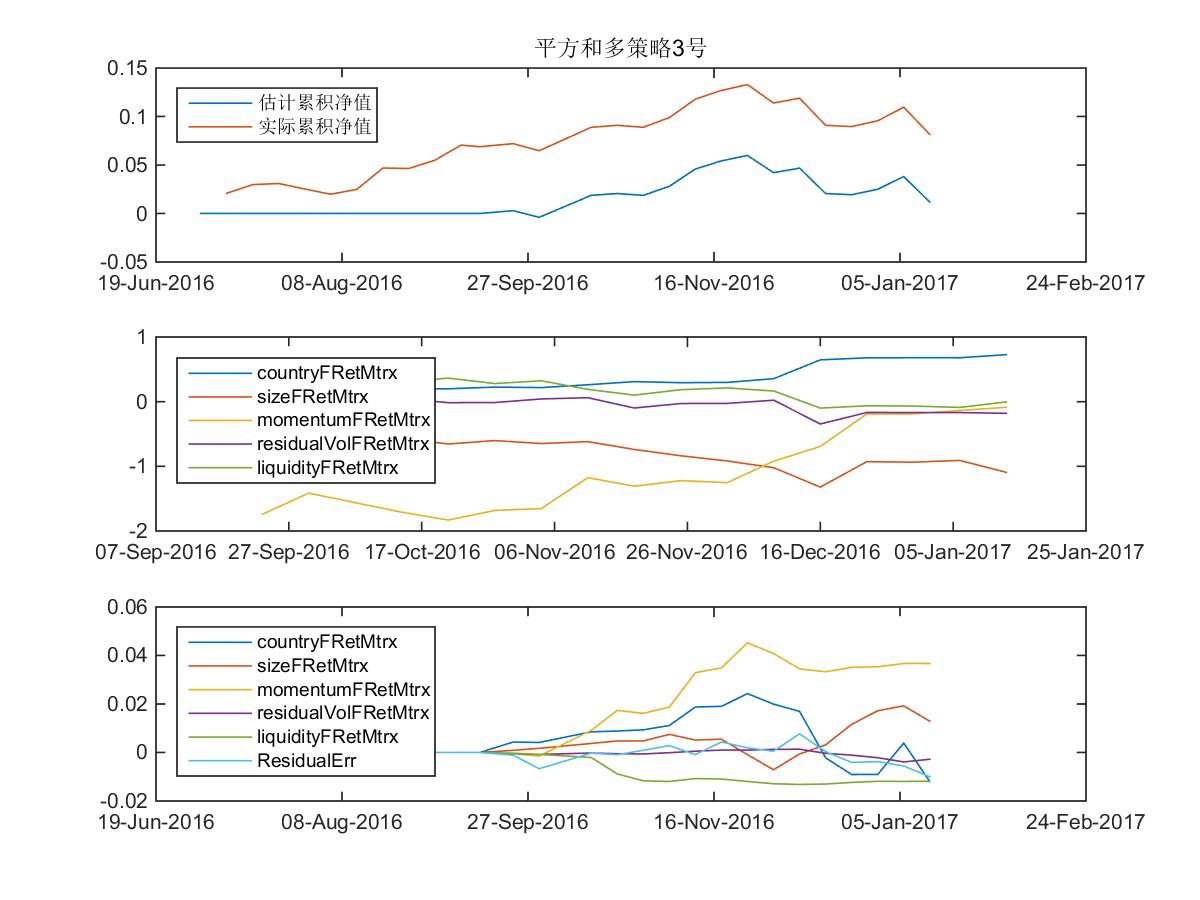 平方和多策略3号
0.15
0.1
0.05
0
-0.05
估计累积净值
实际累积净值
19-Jun-2016 08-Aug-2016 27-Sep-2016 16-Nov-2016 05-Jan-2017 24-Feb-2017
1
0
-1
-2
countryFRetMtrx
sizeFRetMtrx
momentumFRetMtrx
residualVolFRetMtrx
liquidityFRetMtrx
07-Sep-2016 27-Sep-2016 17-Oct-2016 06-Nov-2016 26-Nov-2016 16-Dec-2016 05-Jan-2017 25-Jan-2017
0.06
0.04
0.02
0
-0.02
countryFRetMtrx
sizeFRetMtrx
momentumFRetMtrx
residualVolFRetMtrx
liquidityFRetMtrx
ResidualErr
19-Jun-2016 08-Aug-2016 27-Sep-2016 16-Nov-2016 05-Jan-2017 24-Feb-2017